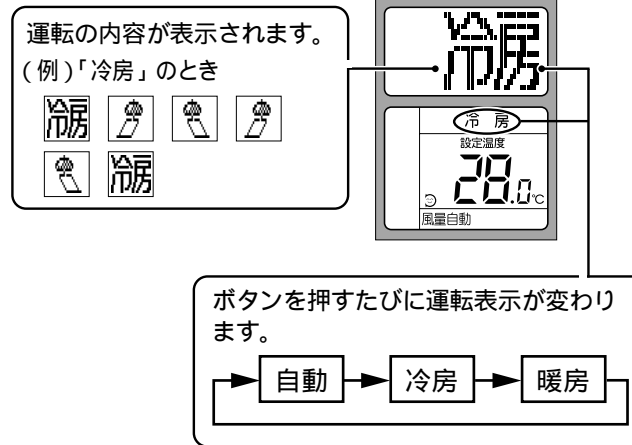 運転の内容が表示されます。
(例)「冷房」のとき
冷房
冷房
冷房
冷 房
設定温度
28.0℃
風量自動
ボタンを押すたびに運転表示が変わり
ます。
自動 冷房 暖房